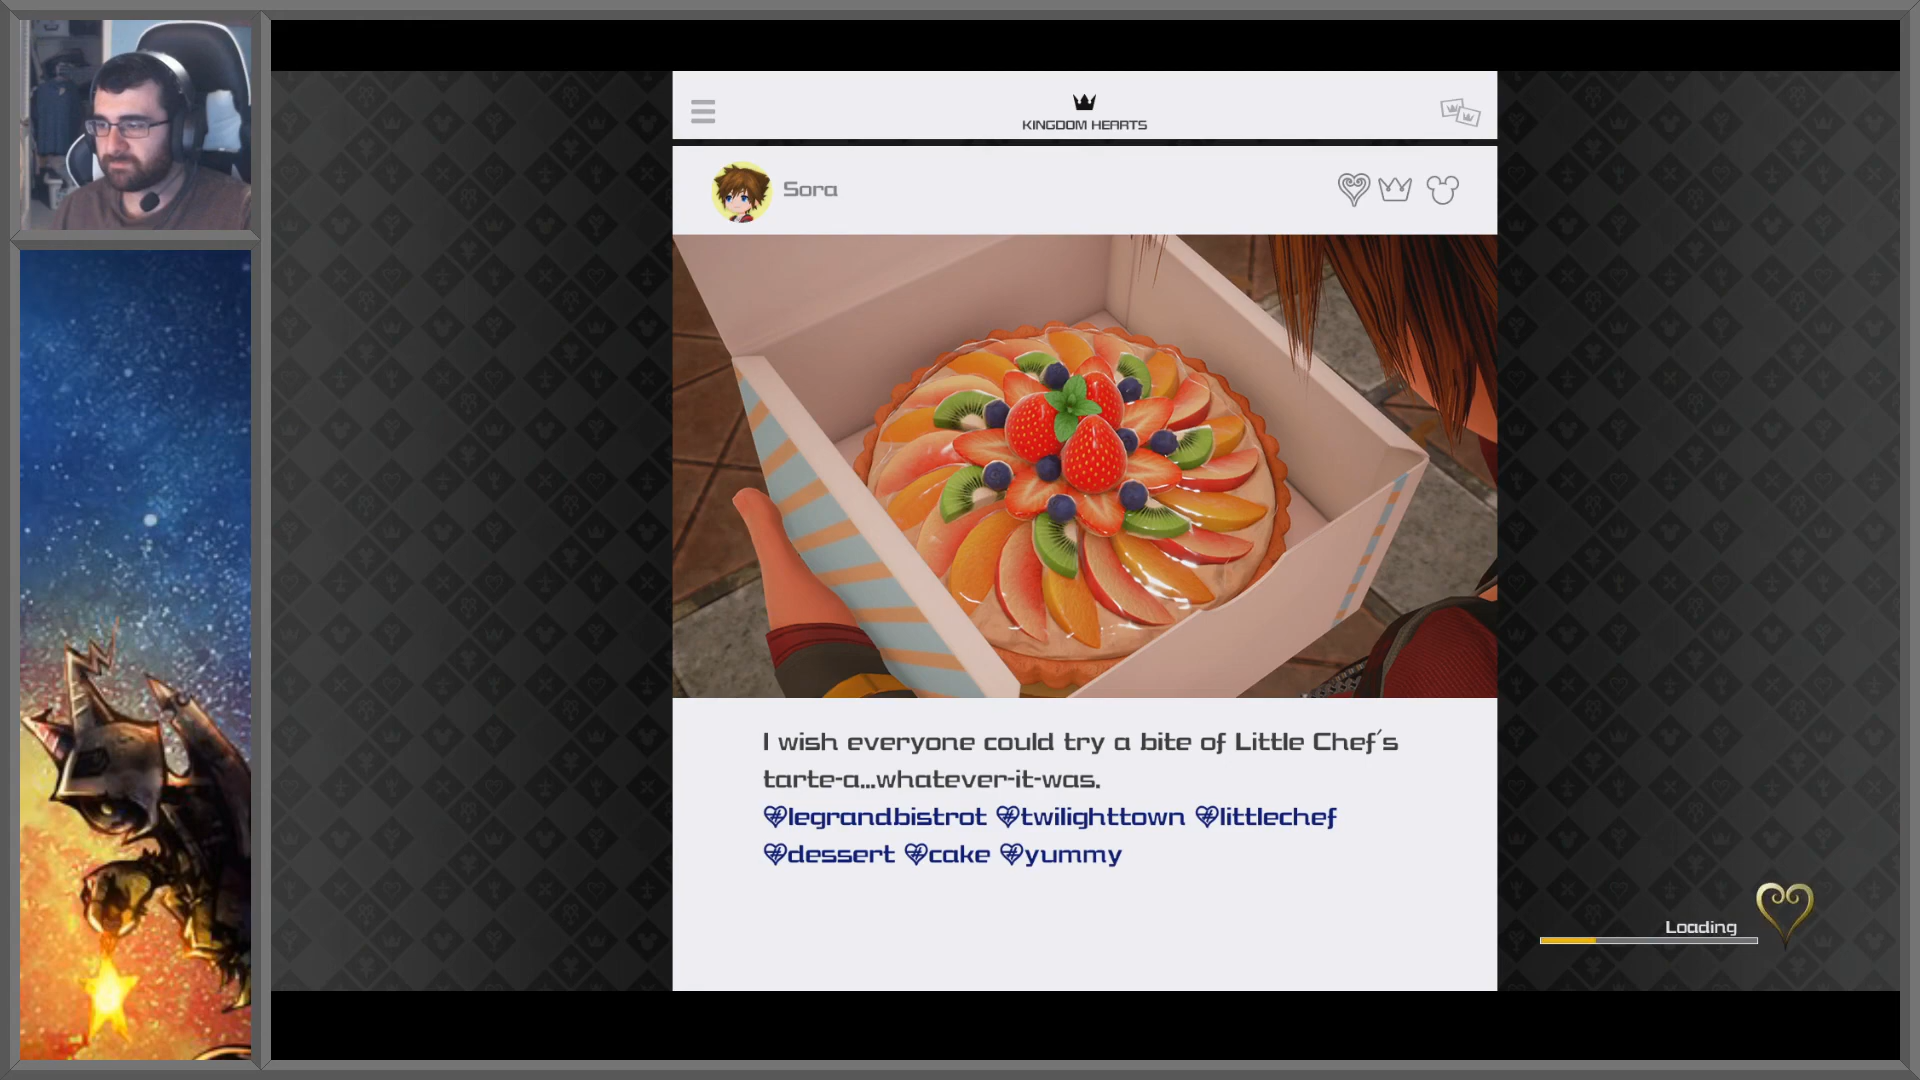 KINGDOM HEARTS
Sora
I wish everyone could try a bite of Little Chef's
tarte-a...whatever-it-was.
#legrandbistrot #twilighttown #littlechef
#dessert #cake #yummy
Loading